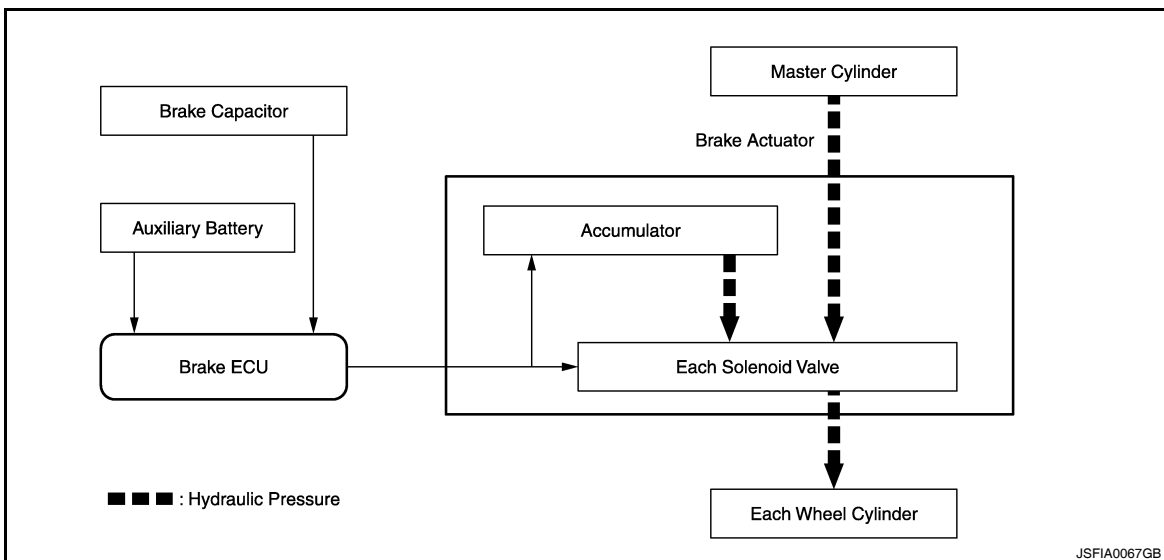 Master Cylinder
Brake Capacitor
Brake Actuator
Auxiliary Battery
Accumulator
Brake ECU
Each Solenoid Valve
: Hydraulic Pressure
Each Wheel Cylinder
JSFIA0067GB